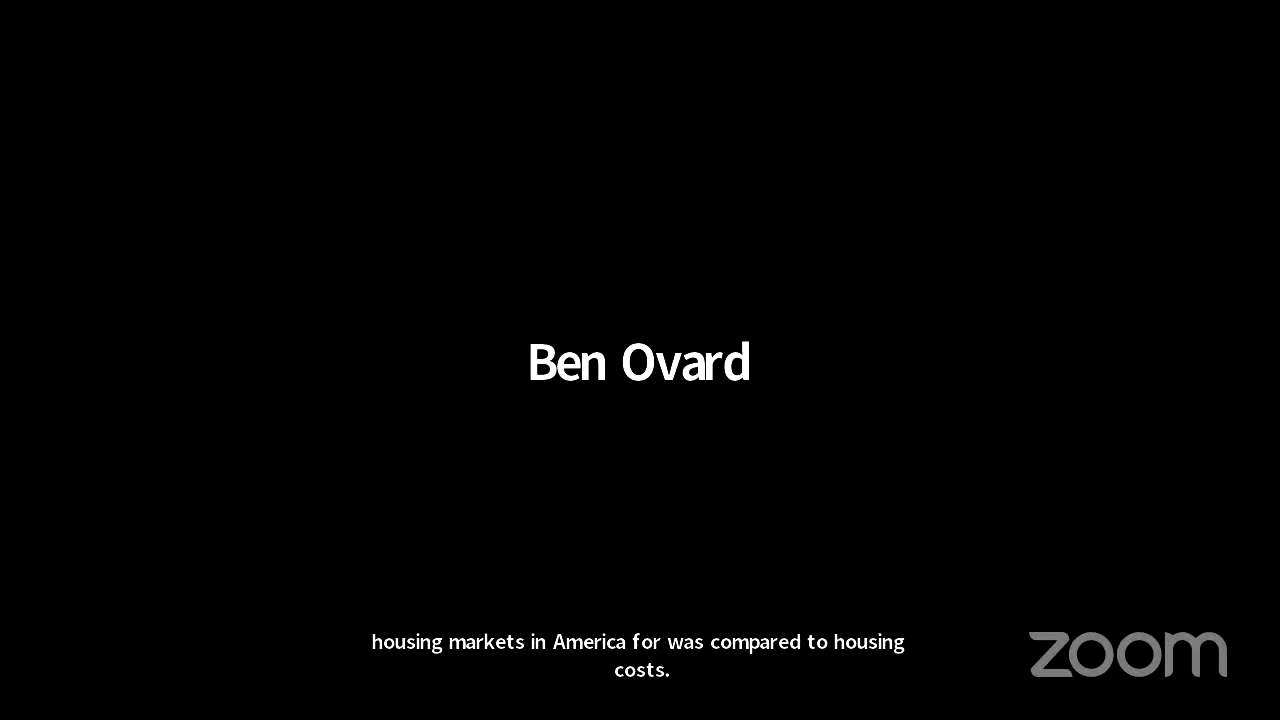 Ben Ovard
housing markets in America for was compared to housing
costs.
zoom